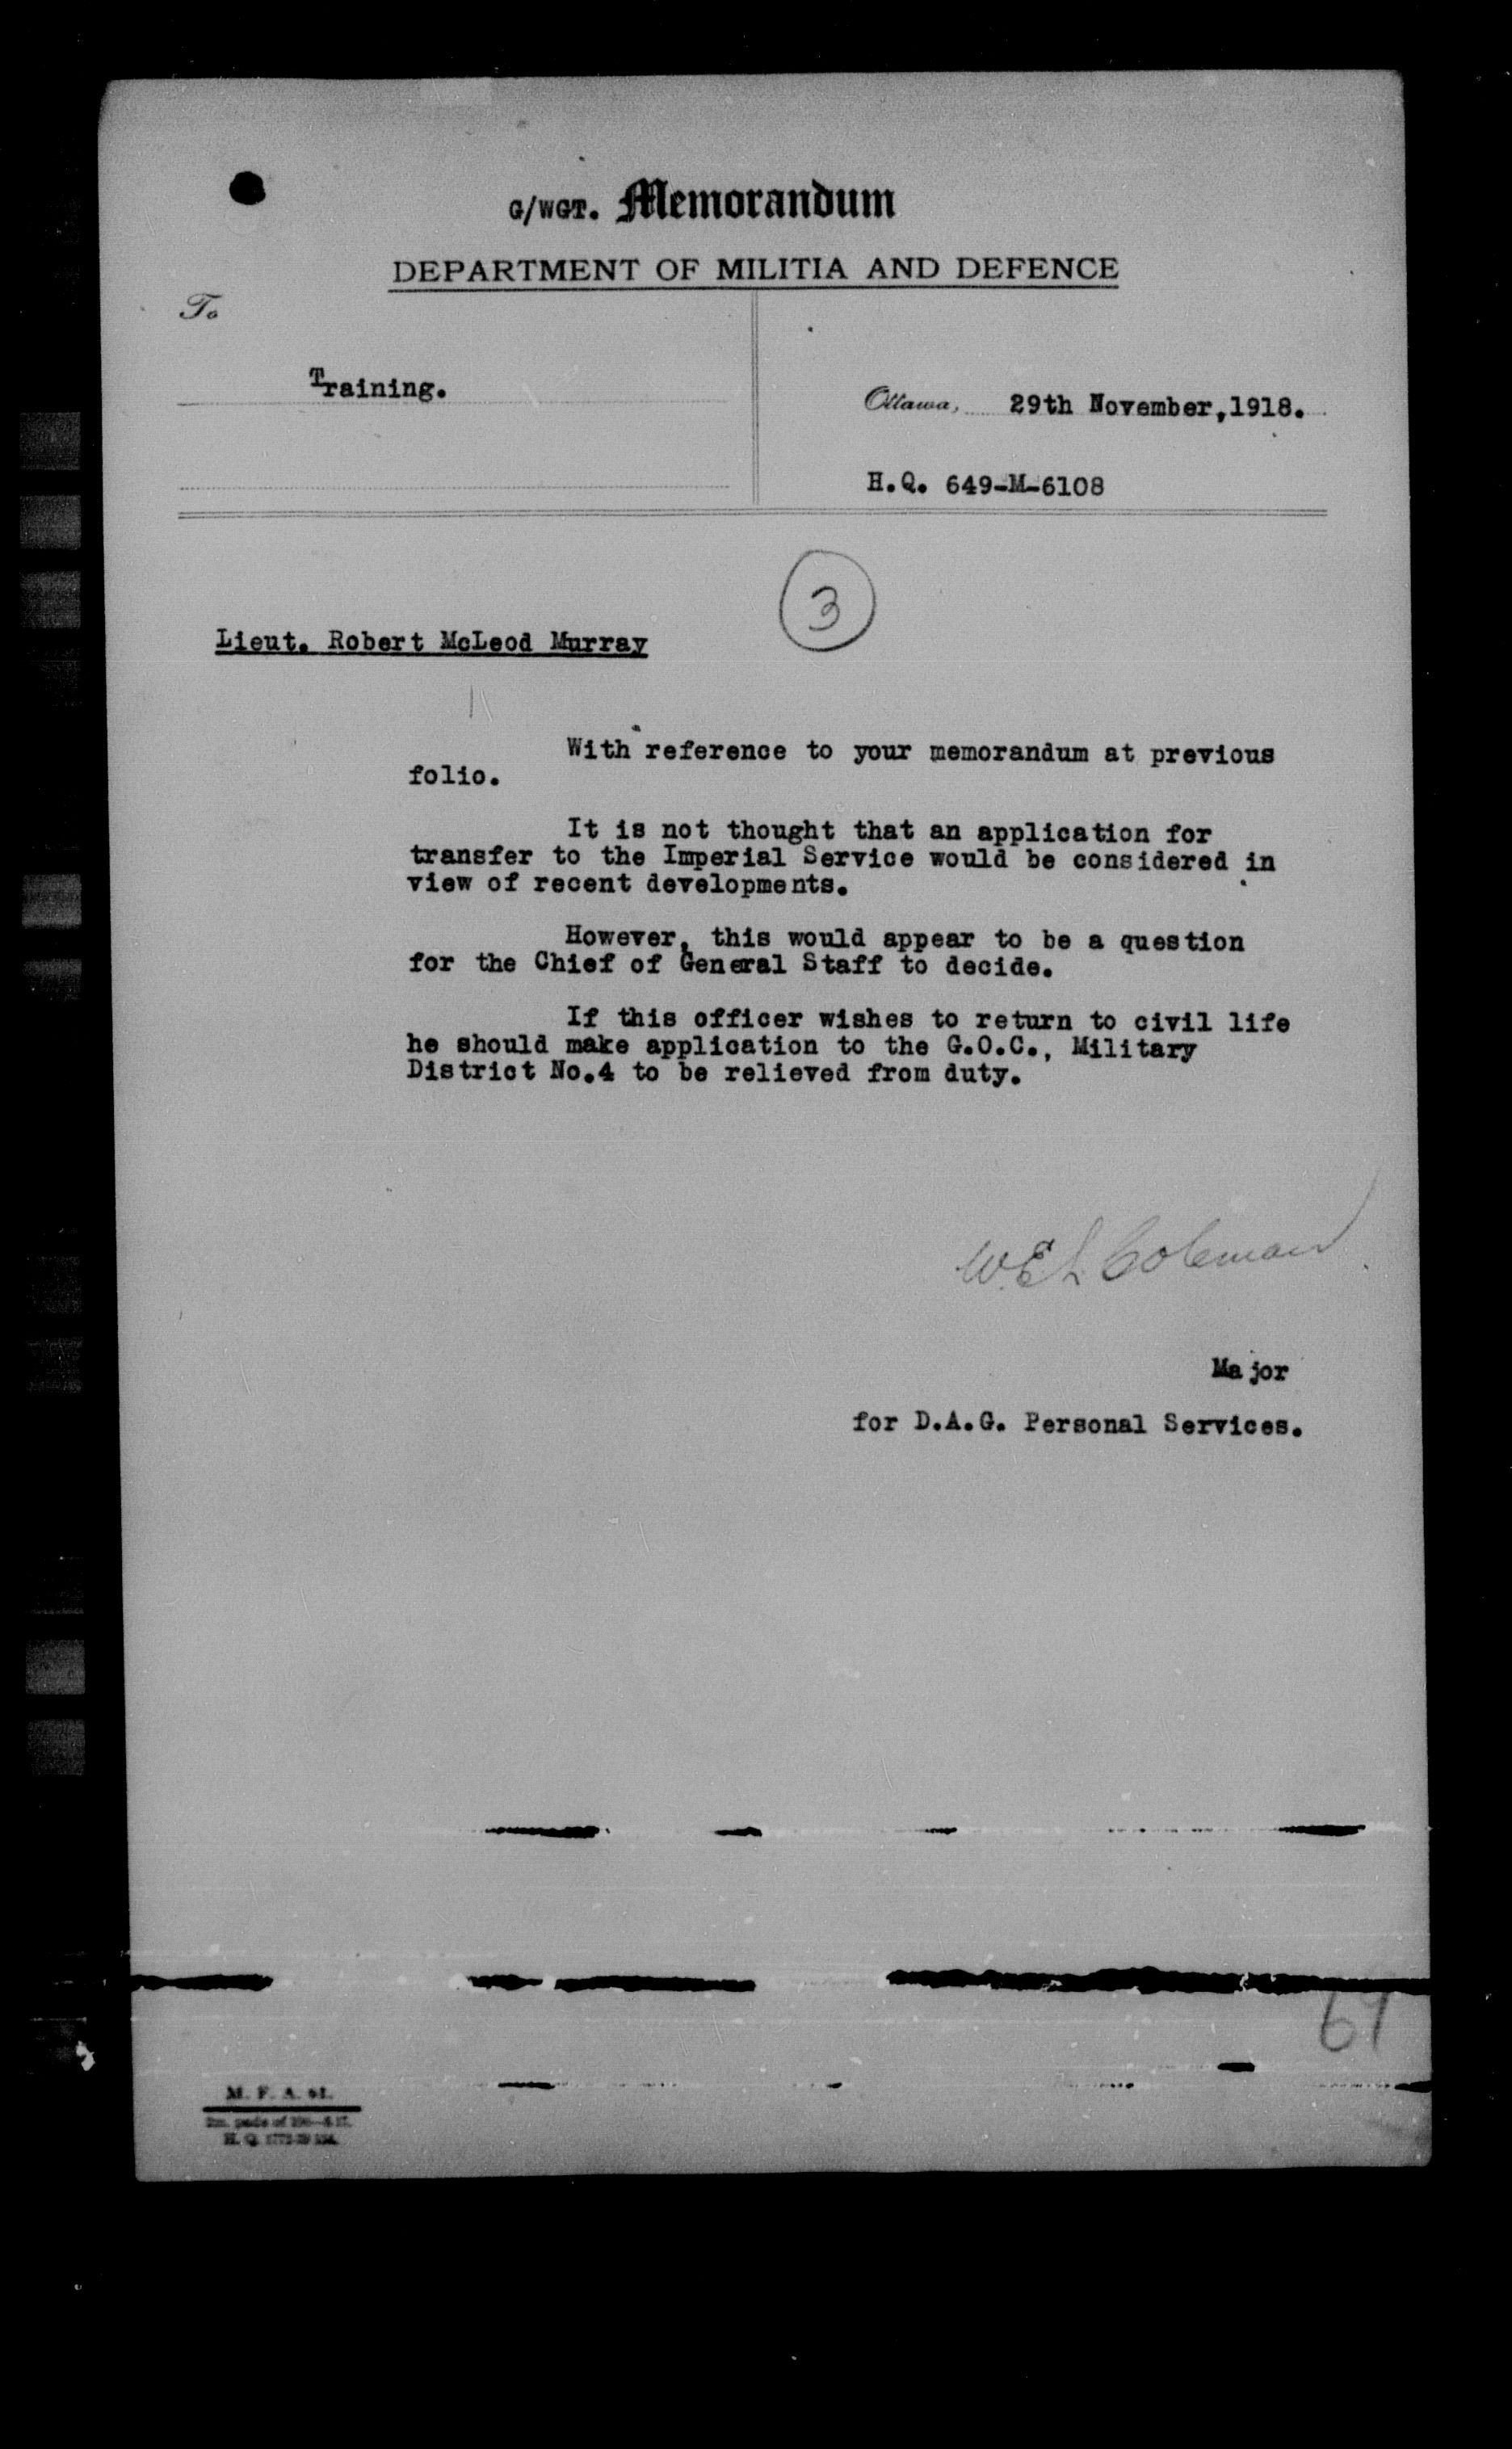 G/WGT. Memorandum
DEPARTMENT OF MILITIA AND DEFENCE
To
Training.
Ottawa, 29th November, 1918.
H.Q. 649-M-6108
3
Lieut. Robert McLeod Murray
With reference to your memorandum at previous
folio.
It is not thought that an application for
transfer to the Imperial Service would be considered in
view of recent developments.
However, this would appear to be a question
for the Chief of General Staff to decide.
If this officer wishes to return to civil life
he should make application to the G.O.C., Military
District No.4 to be relieved from duty.
W.E.L. Coleman
Major
for D.A.G. Personal Services.
69
M. F. A.
H. Q.